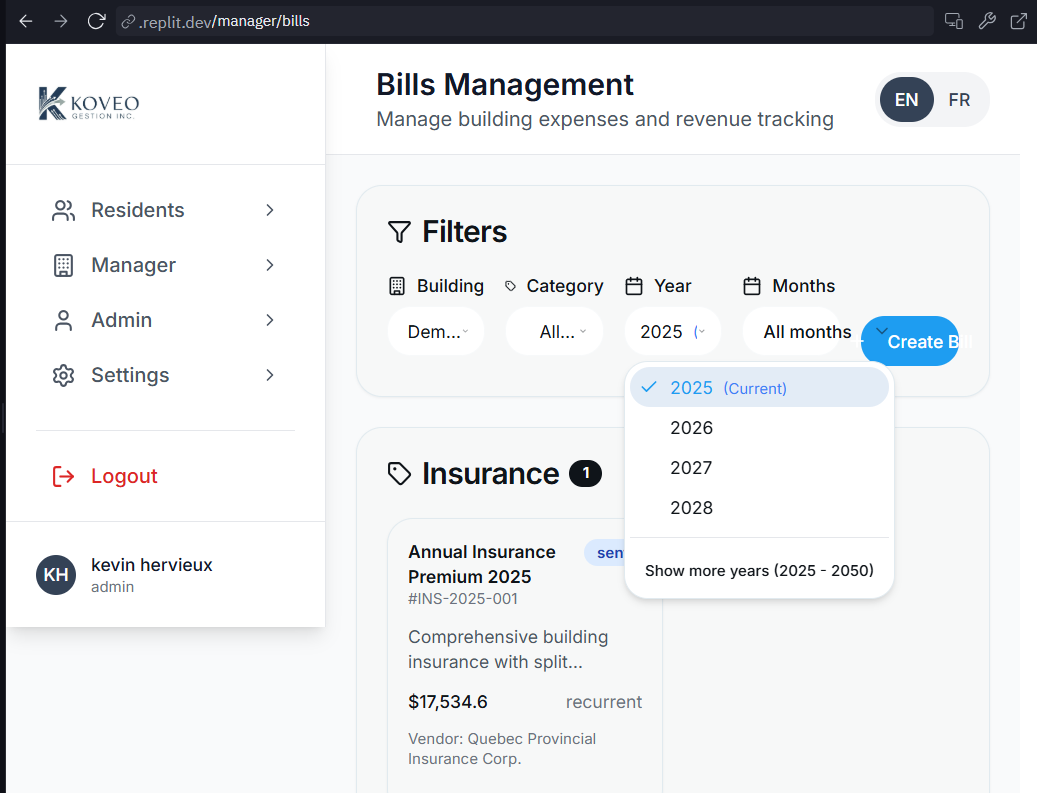 .replit.dev/manager/bills
KOVEO
GESTION INC.
Bills Management
Manage building expenses and revenue tracking
EN FR
Residents
Manager
Admin
Settings
Logout
KH
kevin hervieux
admin
Filters
Building Category Year Months
Dem... All... 2025 ( All months Create Bill
2025 (Current)
2026
2027
2028
Show more years (2025 - 2050)
Insurance 1
Annual Insurance
Premium 2025
sen
#INS-2025-001
Comprehensive building
insurance with split...
$17,534.6 recurrent
Vendor: Quebec Provincial
Insurance Corp.